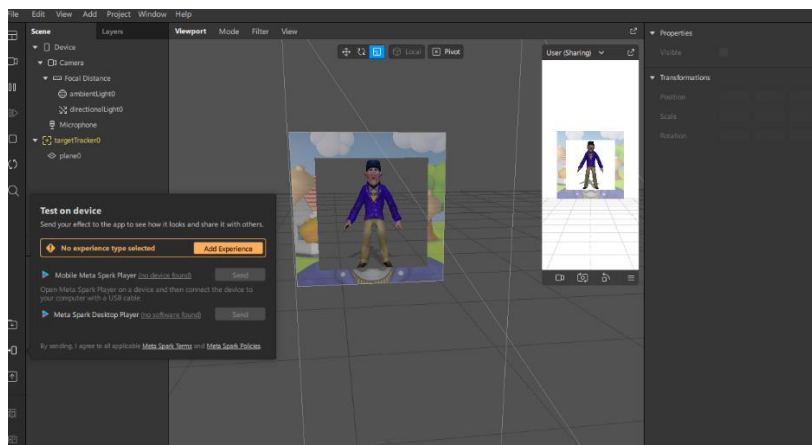 File Edit View Add Project Window Help
Scene Layers
Viewport Mode Filter View
Device
Camera
Focal Distance
ambientLight0
directionalLight0
Microphone
targetTracker0
plane0
Local Pivot
User (Sharing)
Properties
Visible
Transformations
Position
Scale
Rotation
Test on device
Send your effect to the app to see how it looks and share it with others.
No experience type selected Add Experience
Mobile Meta Spark Player (no device found) Send
Open Meta Spark Player on a device and then connect the device to
your computer with a USB cable.
Meta Spark Desktop Player (no software found) Send
By sending, I agree to all applicable Meta Spark Terms and Meta Spark Policies.